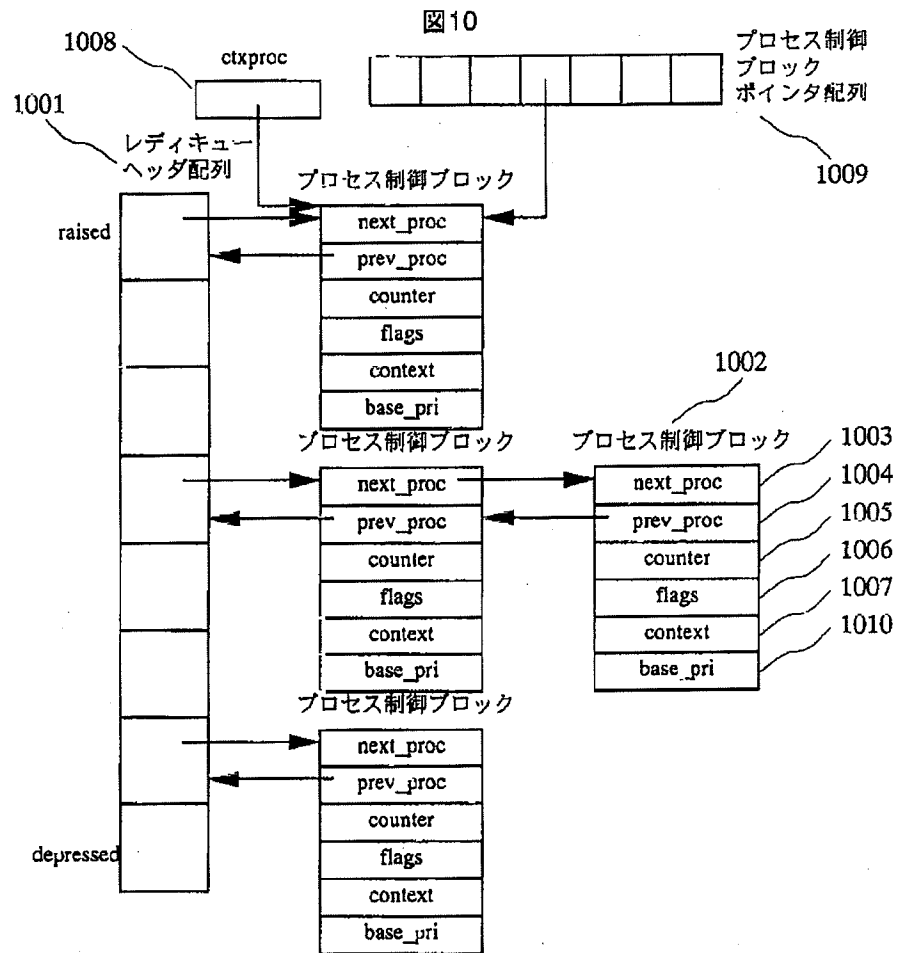 図10
1008
ctxproc
プロセス制御
ブロック
ポインタ配列
1009
1001
レディキュー
ヘッダ配列
プロセス制御ブロック
raised
next_proc
prev_proc
counter
flags
context
base_pri
1002
プロセス制御ブロック
プロセス制御ブロック
next_proc
next_proc
1003
prev_proc
prev_proc
1004
counter
counter
1005
flags
flags
1006
context
context
1007
base_pri
base_pri
1010
プロセス制御ブロック
next_proc
prev_proc
counter
depressed
flags
context
base_pri